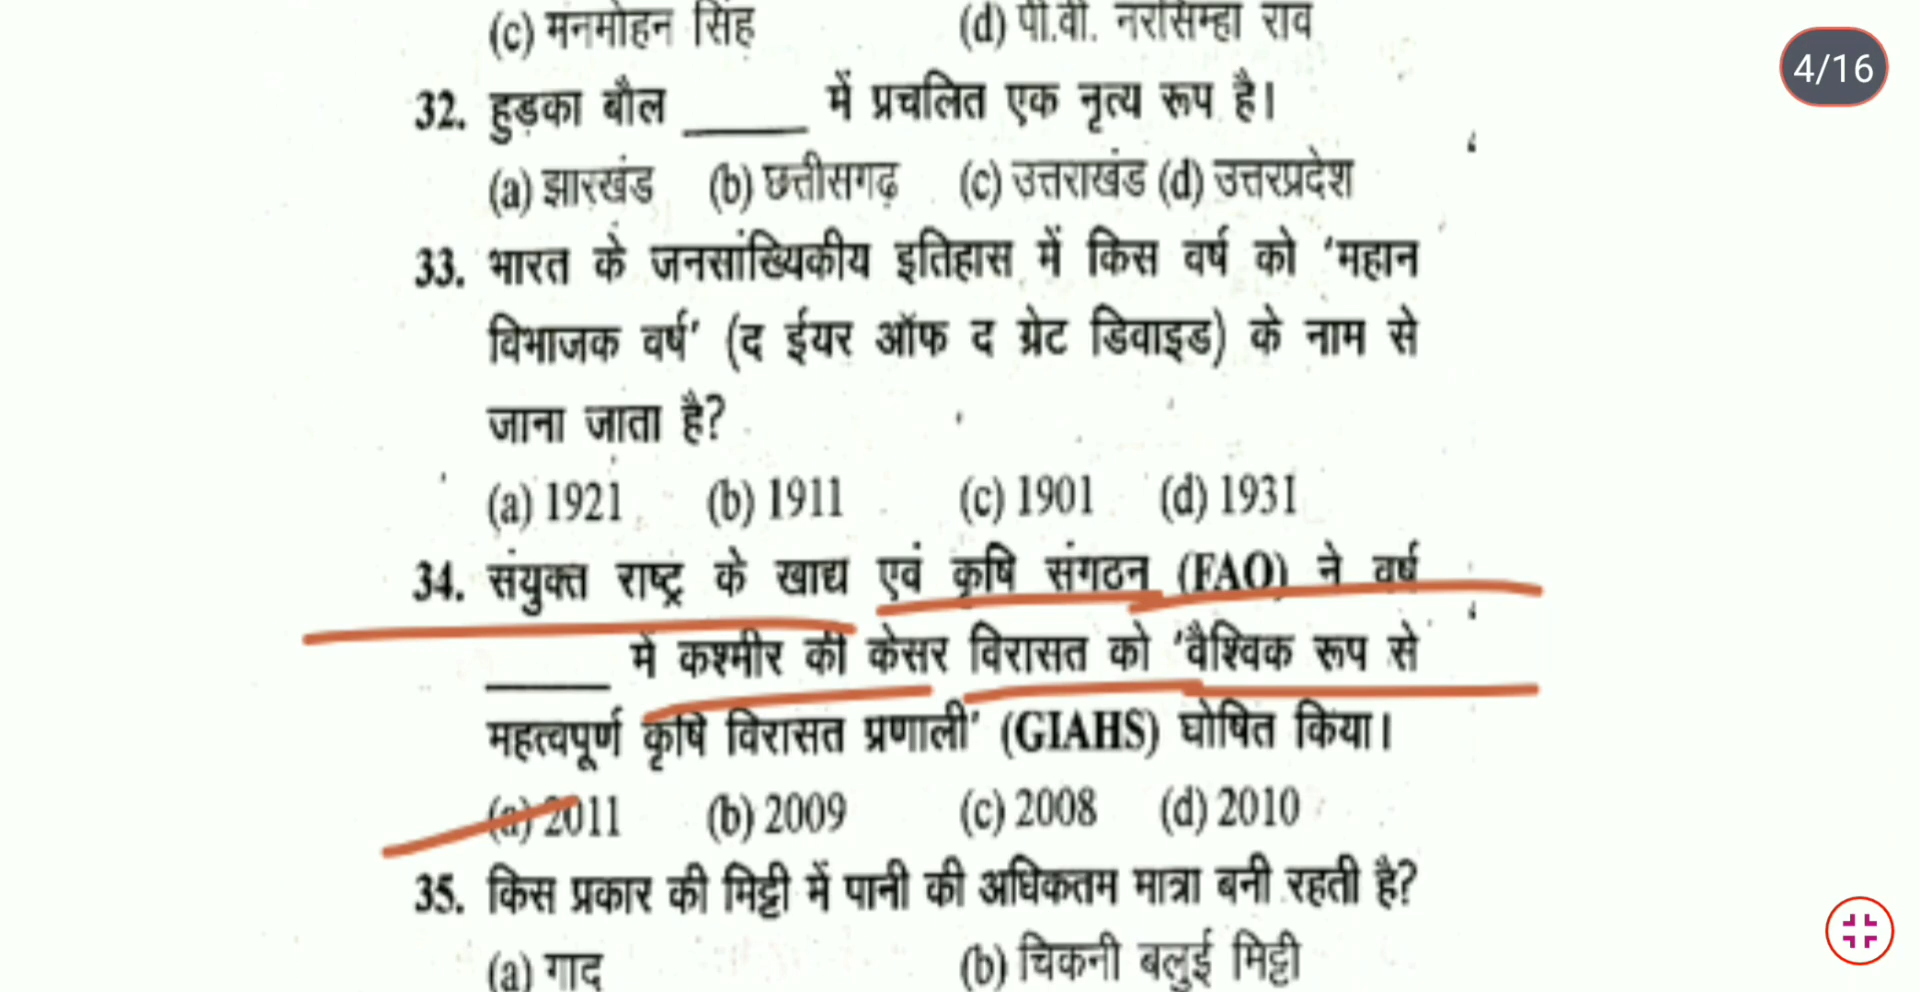 (c) मनमोहन सिंह (d) पी.वी. नरसिम्हा राव
4/16
32. हुड़का बौल _____ में प्रचलित एक नृत्य रूप है।
(a) झारखंड (b) छत्तीसगढ़ (c) उत्तराखंड (d) उत्तरप्रदेश
33. भारत के जनसांख्यिकीय इतिहास में किस वर्ष को ‘महान
विभाजक वर्ष’ (द ईयर ऑफ द ग्रेट डिवाइड) के नाम से
जाना जाता है?
(a) 1921 (b) 1911 (c) 1901 (d) 1931
34. संयुक्त राष्ट्र के खाद्य एवं कृषि संगठन (FAO) ने वर्ष
_____ में कश्मीर की केसर विरासत को ‘वैश्विक रूप से
महत्वपूर्ण कृषि विरासत प्रणाली’ (GIAHS) घोषित किया।
(a) 2011 (b) 2009 (c) 2008 (d) 2010
35. किस प्रकार की मिट्टी में पानी की अधिकतम मात्रा बनी रहती है?
(a) गाद (b) चिकनी बलुई मिट्टी